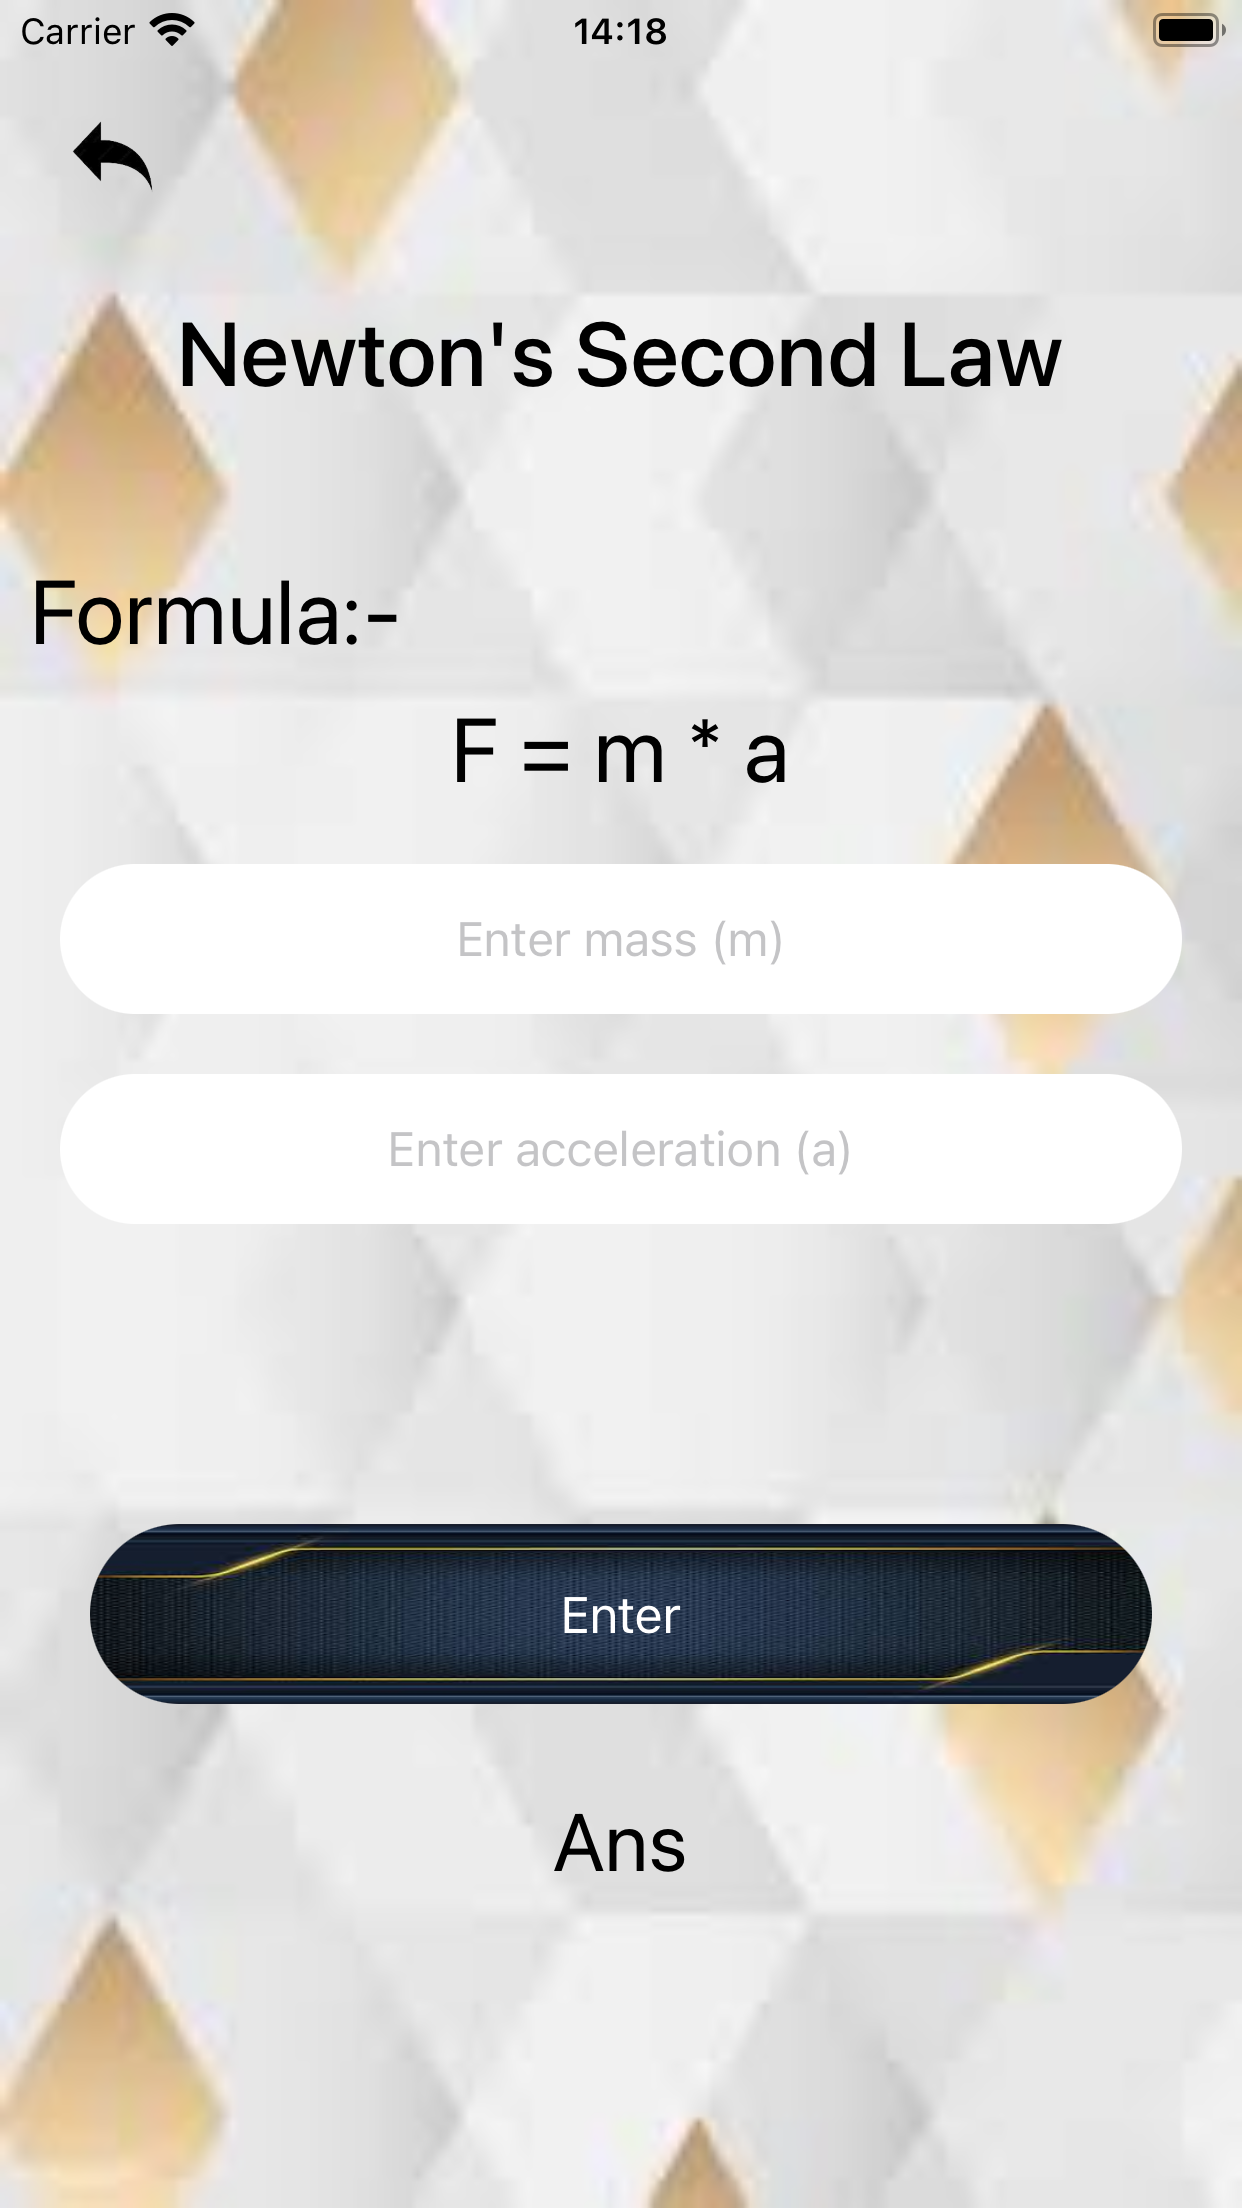 Carrier 14:18
Newton's Second Law
Formula:-
F = m * a
Enter mass (m)
Enter acceleration (a)
Enter
Ans